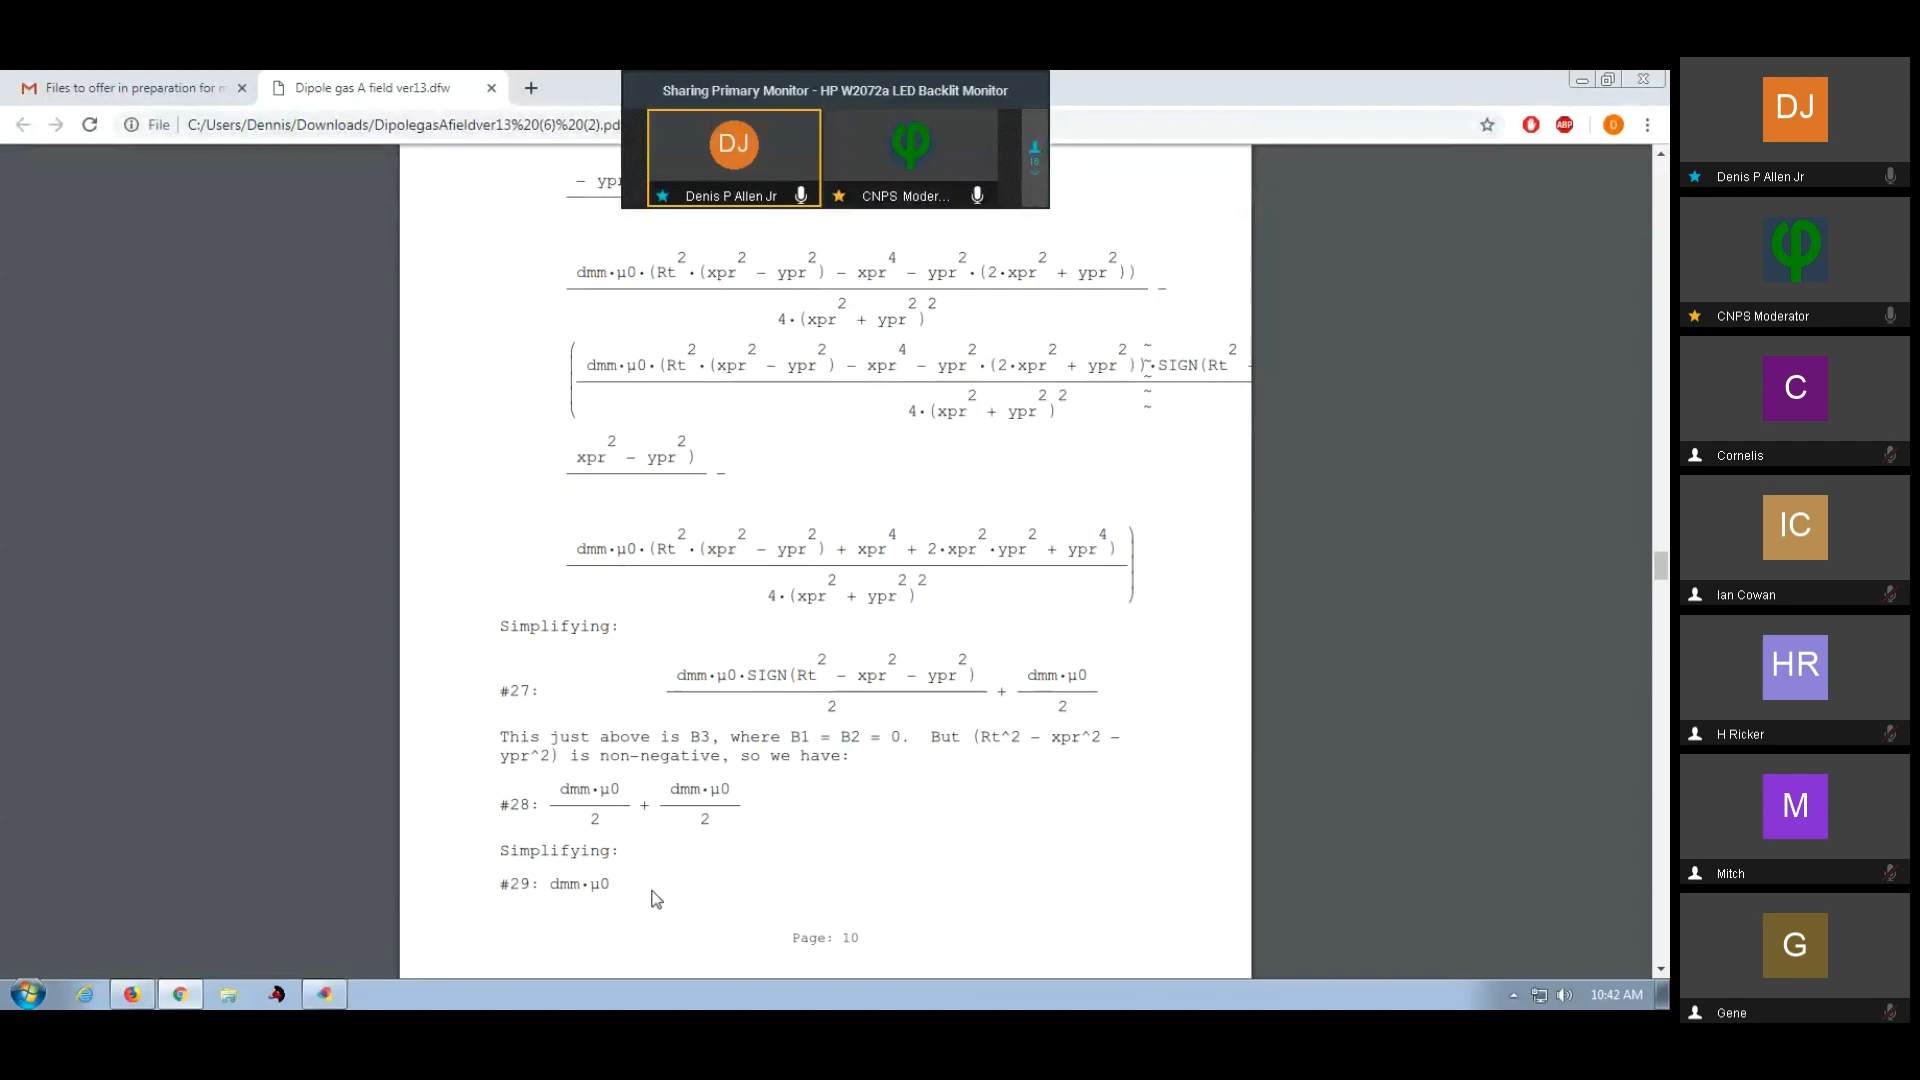 Files to offer in preparation for m
Dipole gas A field ver13.dfw
Sharing Primary Monitor - HP W2072a LED Backlit Monitor
File
C:/Users/Dennis/Downloads/DipolegasAfieldver13%20(6)%20(2).pd
ABP
D
DJ
Denis P Allen Jr
CNPS Moder...
16
- ypr
dmm·µ0·(Rt^2·(xpr^2 - ypr^2) - xpr^4 - ypr^2·(2·xpr^2 + ypr^2))
-
4·(xpr^2 + ypr^2)^2
dmm·µ0·(Rt^2·(xpr^2 - ypr^2) - xpr^4 - ypr^2·(2·xpr^2 + ypr^2))·SIGN(Rt^2 -
4·(xpr^2 + ypr^2)^2
xpr^2 - ypr^2)
-
dmm·µ0·(Rt^2·(xpr^2 - ypr^2) + xpr^4 + 2·xpr^2·ypr^2 + ypr^4)
4·(xpr^2 + ypr^2)^2
Simplifying:
dmm·µ0·SIGN(Rt^2 - xpr^2 - ypr^2) dmm·µ0
#27: +
2 2
This just above is B3, where B1 = B2 = 0. But (Rt^2 - xpr^2 -
ypr^2) is non-negative, so we have:
dmm·µ0 dmm·µ0
#28: +
2 2
Simplifying:
#29: dmm·µ0
Page: 10
10:42 AM
DJ
Denis P Allen Jr
CNPS Moderator
C
Cornelis
IC
Ian Cowan
HR
H Ricker
M
Mitch
G
Gene